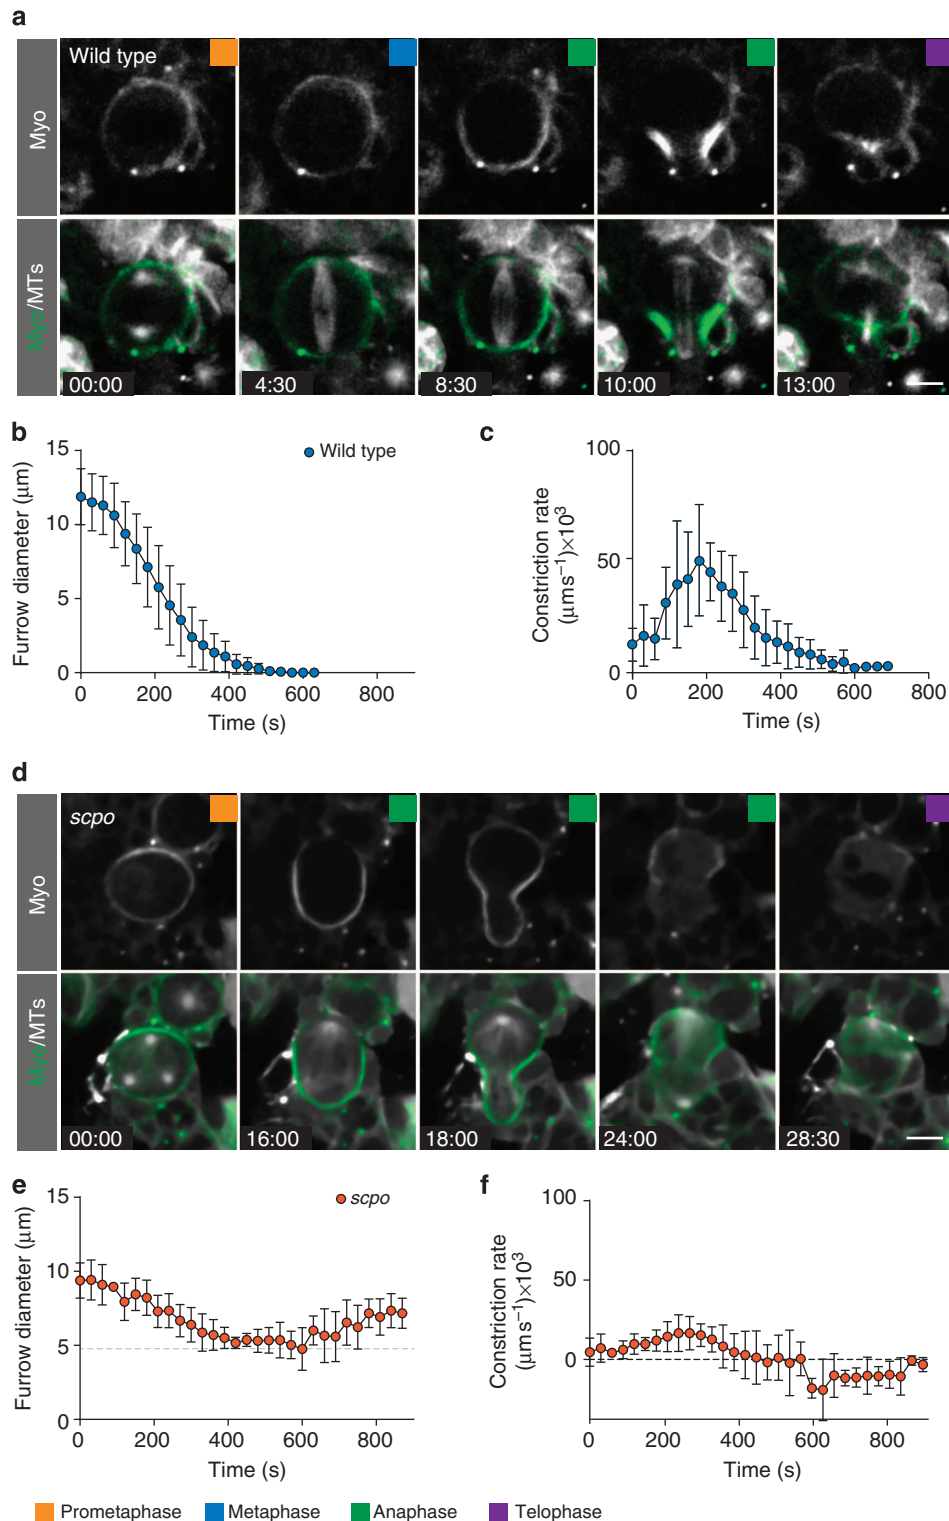 a
Wild type
Myo
Myo/MTs
00:00
4:30
8:30
10:00
13:00
b
Furrow diameter (μm)
15
10
5
0
Wild type
0 200 400 600 800
Time (s)
c
Constriction rate
(μms⁻¹)×10³
100
50
0
0 200 400 600 800
Time (s)
d
scpo
Myo
Myo/MTs
00:00
16:00
18:00
24:00
28:30
e
Furrow diameter (μm)
15
10
5
0
scpo
0 200 400 600 800
Time (s)
f
Constriction rate
(μms⁻¹)×10³
100
50
0
0 200 400 600 800
Time (s)
Prometaphase Metaphase Anaphase Telophase